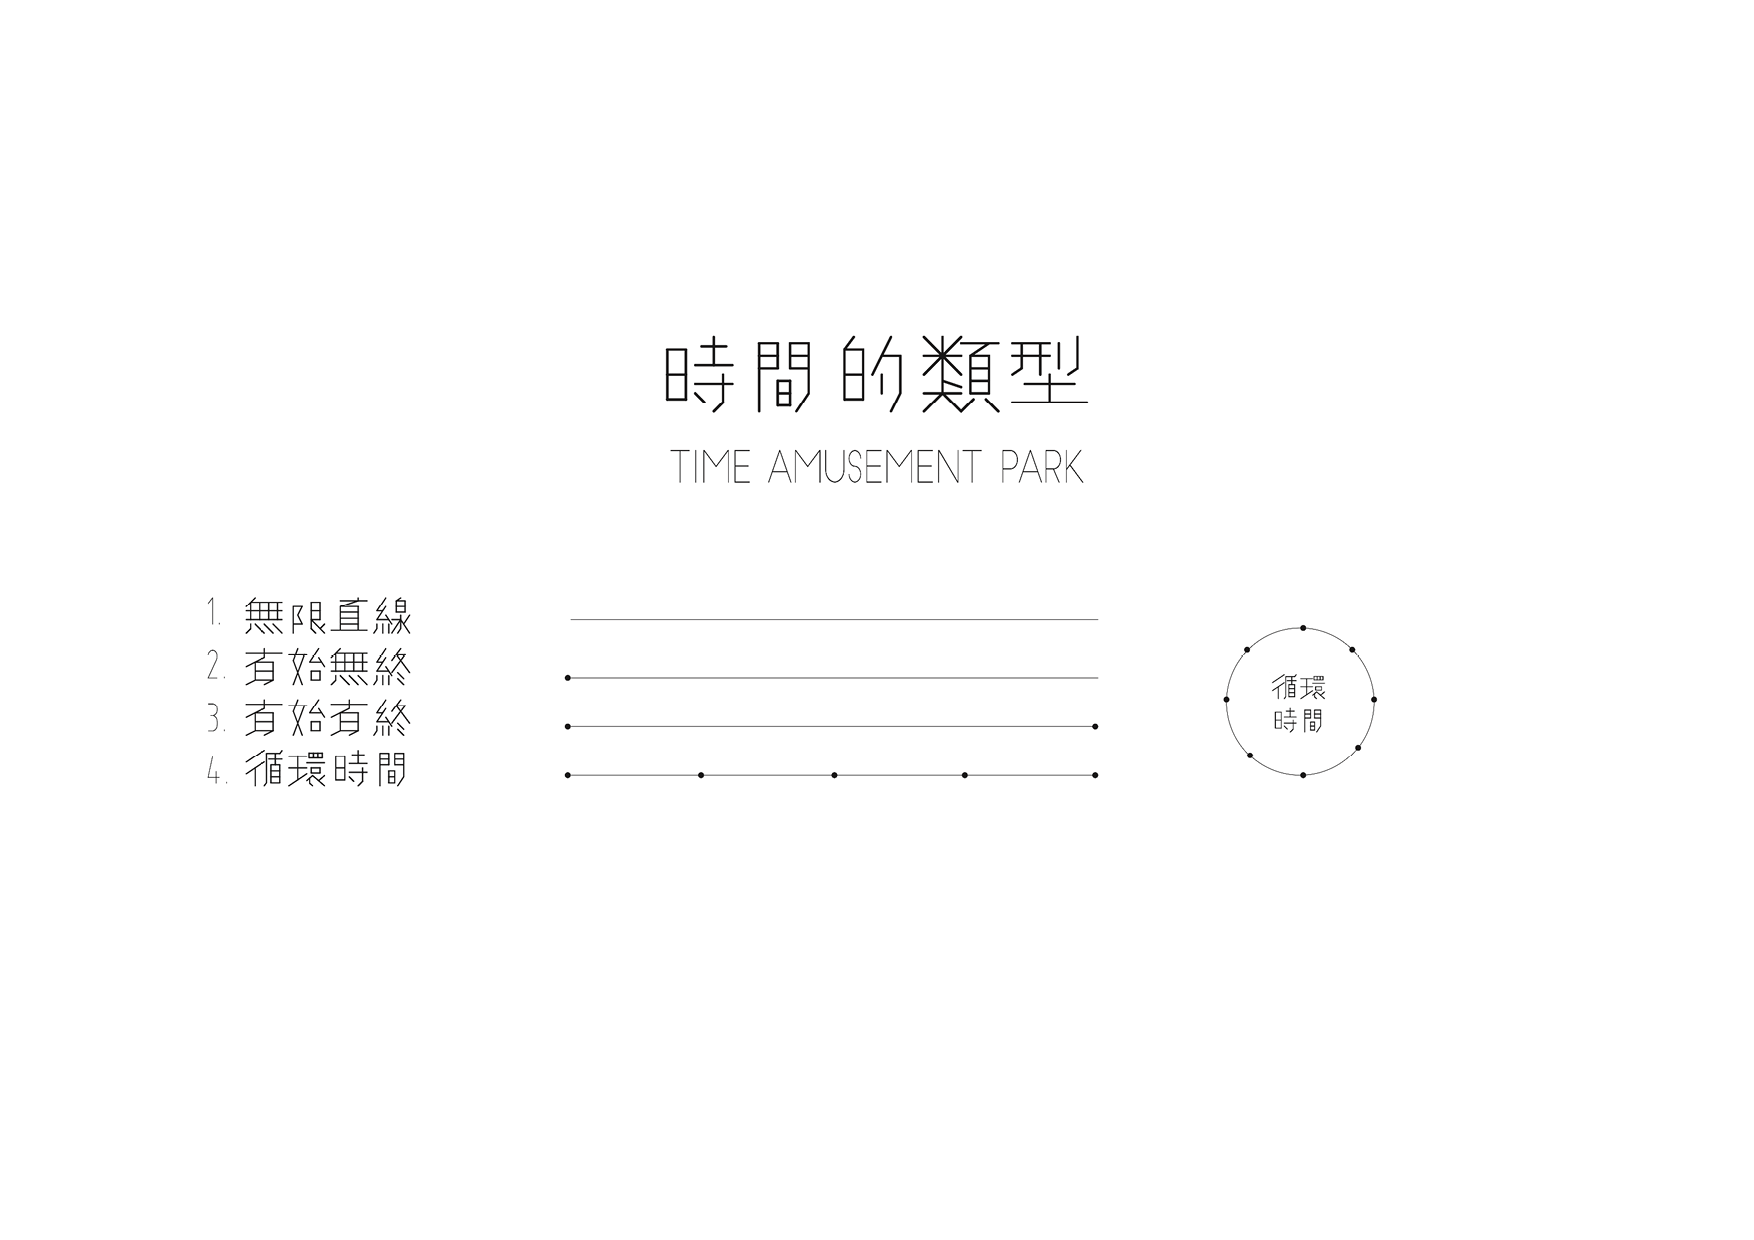 時間的類型
TIME AMUSEMENT PARK
1. 無限直線
2. 有始無終
3. 有始有終
4. 循環時間
循環
時間